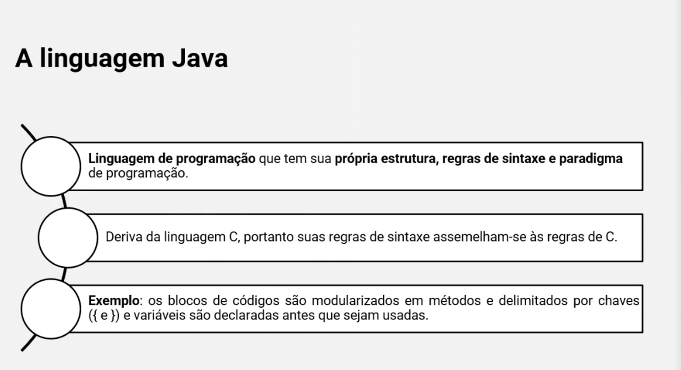 A linguagem Java
Linguagem de programação que tem sua própria estrutura, regras de sintaxe e paradigma
de programação.
Deriva da linguagem C, portanto suas regras de sintaxe assemelham-se às regras de C.
Exemplo: os blocos de códigos são modularizados em métodos e delimitados por chaves
({ e }) e variáveis são declaradas antes que sejam usadas.